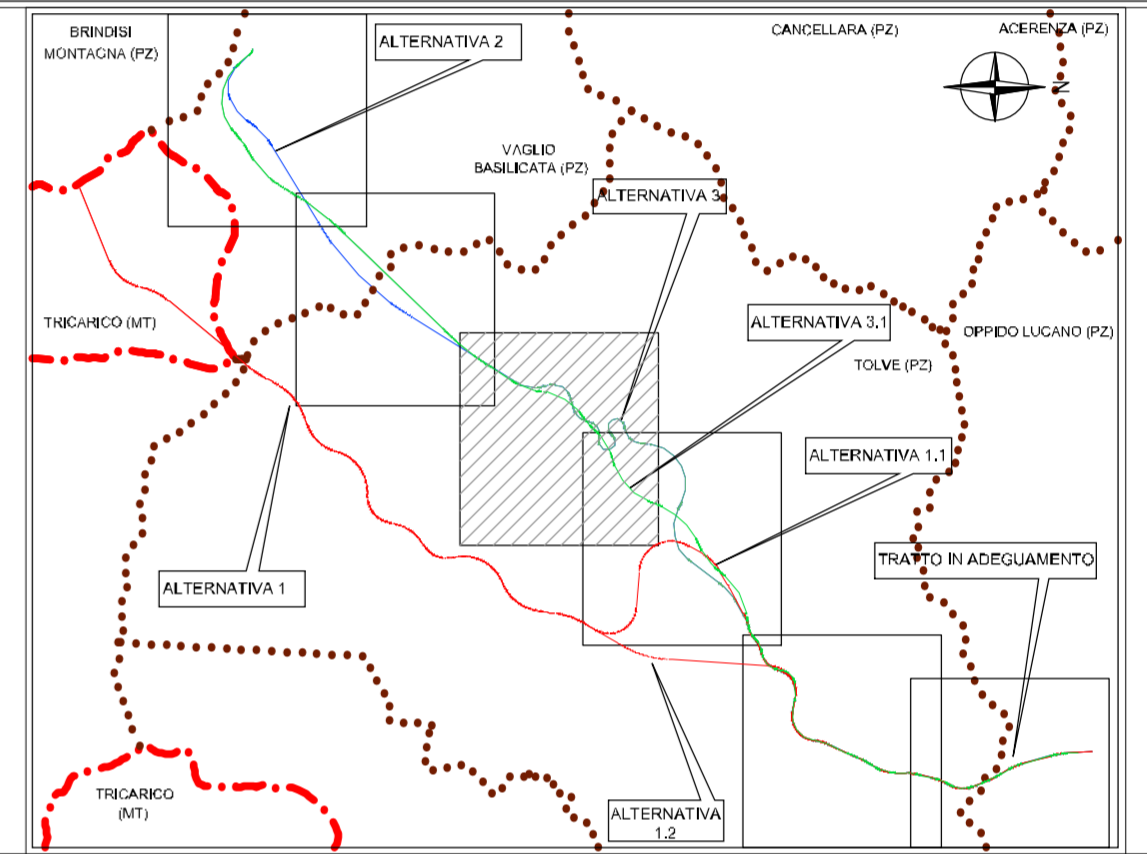 BRINDISI
MONTAGNA (PZ)
ALTERNATIVA 2
CANCELLARA (PZ)
ACERENZA (PZ)
N
VAGLIO
BASILICATA (PZ)
ALTERNATIVA 3
TRICARICO (MT)
ALTERNATIVA 3.1
OPPIDO LUCANO (PZ)
TOLVE (PZ)
ALTERNATIVA 1.1
TRATTO IN ADEGUAMENTO
ALTERNATIVA 1
TRICARICO
(MT)
ALTERNATIVA
1.2